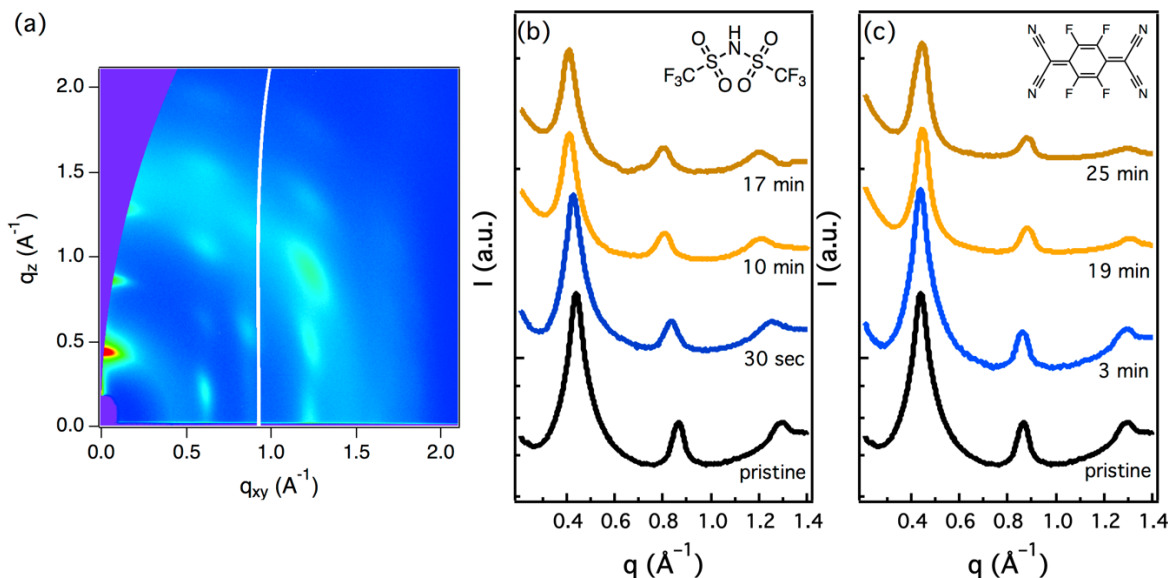 (a)
2.0
1.5
1.0
0.5
0.0
q_z (A⁻¹)
0.0 0.5 1.0 1.5 2.0
q_xy (A⁻¹)
(b)
H
O N O
S S
F₃C CF₃
O O
17 min
10 min
30 sec
pristine
I (a.u.)
0.4 0.6 0.8 1.0 1.2 1.4
q (Å⁻¹)
(c)
N F F N
N F F N
25 min
19 min
3 min
pristine
I (a.u.)
0.4 0.6 0.8 1.0 1.2 1.4
q (Å⁻¹)